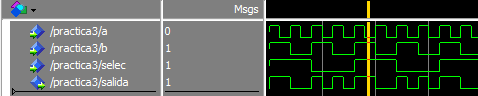 Msgs
/practica3/a 0
/practica3/b 1
/practica3/selec 1
/practica3/salida 1